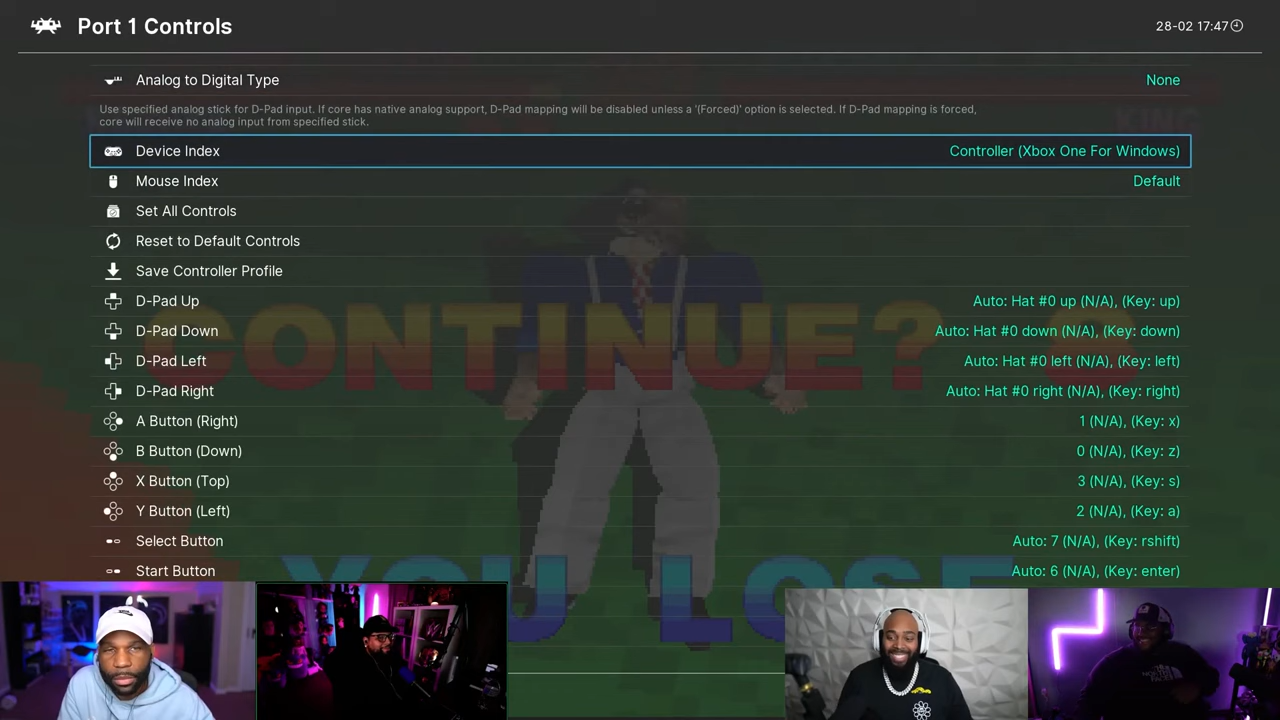 Port 1 Controls
28-02 17:47
Analog to Digital Type
None
Use specified analog stick for D-Pad input. If core has native analog support, D-Pad mapping will be disabled unless a '(Forced)' option is selected. If D-Pad mapping is forced,
core will receive no analog input from specified stick.
KING
Device Index
Controller (Xbox One For Windows)
Mouse Index
Default
Set All Controls
Reset to Default Controls
Save Controller Profile
D-Pad Up
Auto: Hat #0 up (N/A), (Key: up)
CONTINUE?
D-Pad Down
Auto: Hat #0 down (N/A), (Key: down)
D-Pad Left
Auto: Hat #0 left (N/A), (Key: left)
D-Pad Right
Auto: Hat #0 right (N/A), (Key: right)
A Button (Right)
1 (N/A), (Key: x)
B Button (Down)
0 (N/A), (Key: z)
X Button (Top)
3 (N/A), (Key: s)
Y Button (Left)
2 (N/A), (Key: a)
Select Button
Auto: 7 (N/A), (Key: rshift)
Start Button
Auto: 6 (N/A), (Key: enter)
YOU LOSE